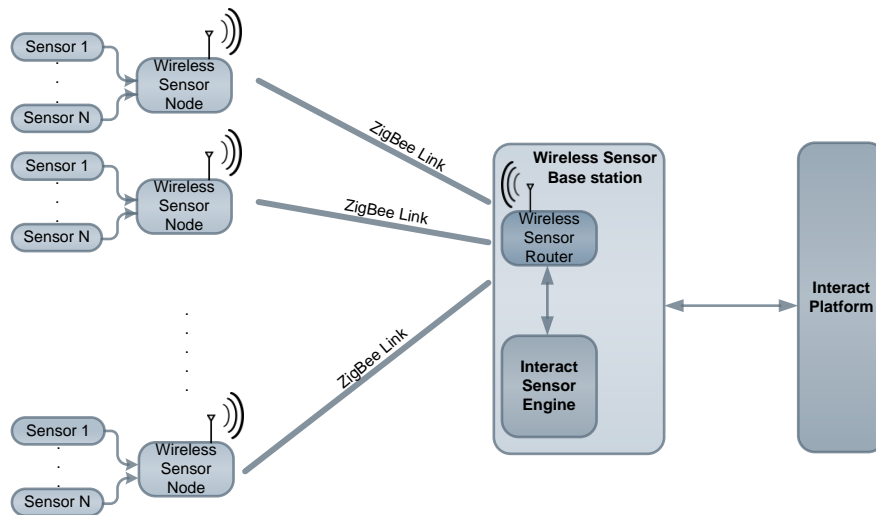 Sensor 1
.
.
.
Sensor N
Wireless
Sensor
Node
ZigBee Link
Sensor 1
.
.
.
Sensor N
Wireless
Sensor
Node
ZigBee Link
.
.
.
.
.
Sensor 1
.
.
.
Sensor N
Wireless
Sensor
Node
ZigBee Link
Wireless Sensor
Base station
Wireless
Sensor
Router
Interact
Sensor
Engine
Interact
Platform